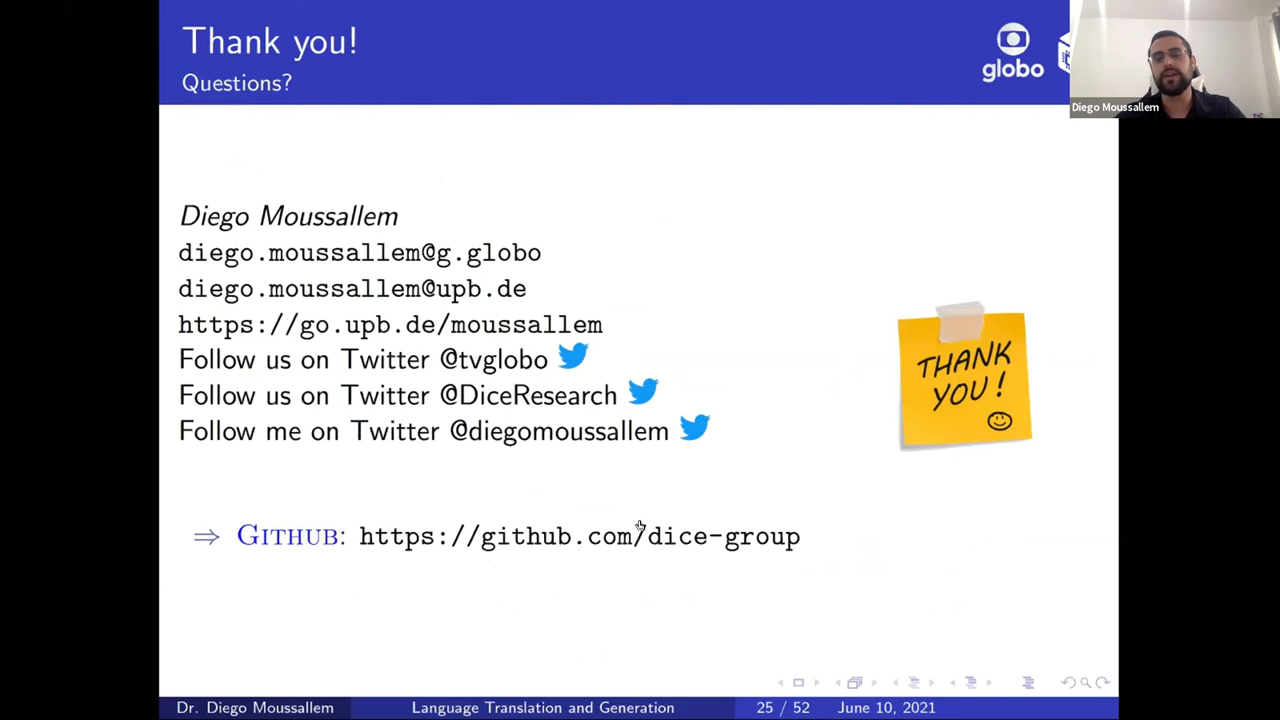 Thank you!
Questions?
globo
Diego Moussallem
Diego Moussallem
diego.moussallem@g.globo
diego.moussallem@upb.de
https://go.upb.de/moussallem
Follow us on Twitter @tvglobo
Follow us on Twitter @DiceResearch
Follow me on Twitter @diegomoussallem
THANK
YOU!
⇒ GITHUB: https://github.com/dice-group
Dr. Diego Moussallem Language Translation and Generation 25 / 52 June 10, 2021